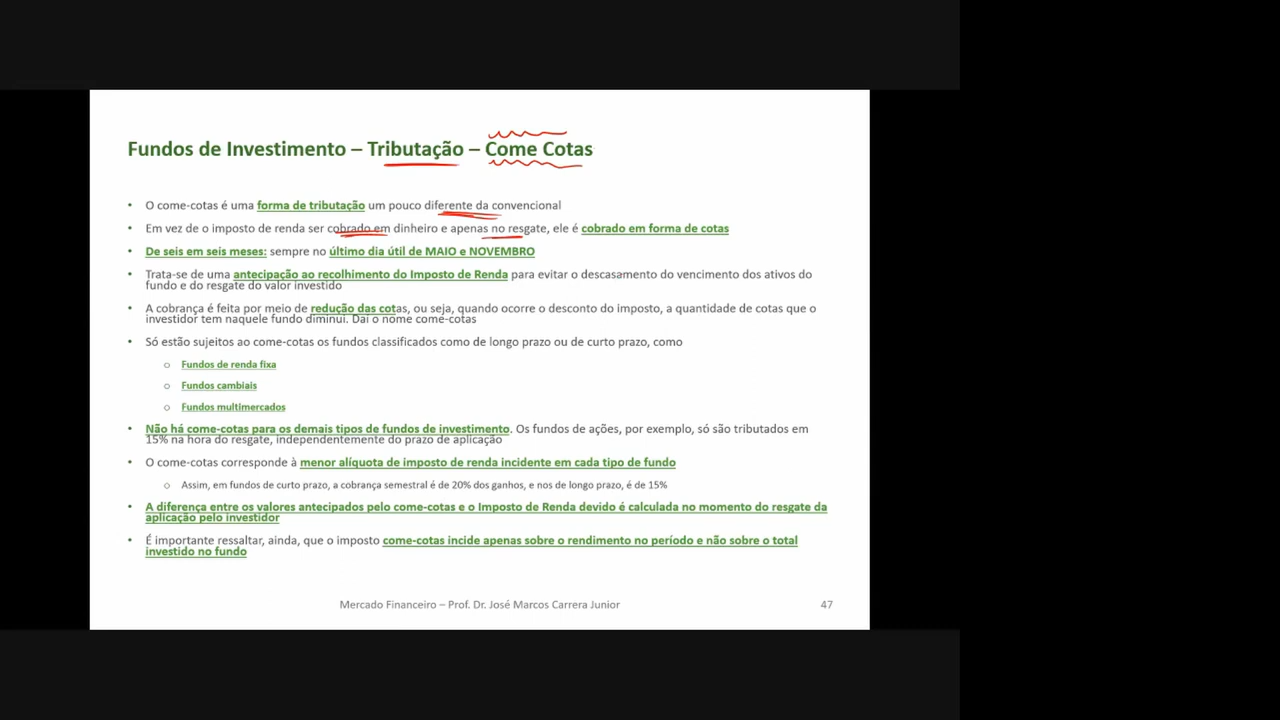 Fundos de Investimento – Tributação – Come Cotas
• O come-cotas é uma forma de tributação um pouco diferente da convencional
• Em vez de o imposto de renda ser cobrado em dinheiro e apenas no resgate, ele é cobrado em forma de cotas
• De seis em seis meses: sempre no último dia útil de MAIO e NOVEMBRO
• Trata-se de uma antecipação ao recolhimento do Imposto de Renda para evitar o descasamento do vencimento dos ativos do
fundo e do resgate do valor investido
• A cobrança é feita por meio de redução das cotas, ou seja, quando ocorre o desconto do imposto, a quantidade de cotas que o
investidor tem naquele fundo diminui. Daí o nome come-cotas
• Só estão sujeitos ao come-cotas os fundos classificados como de longo prazo ou de curto prazo, como
o Fundos de renda fixa
o Fundos cambiais
o Fundos multimercados
• Não há come-cotas para os demais tipos de fundos de investimento. Os fundos de ações, por exemplo, só são tributados em
15% na hora do resgate, independentemente do prazo de aplicação
• O come-cotas corresponde à menor alíquota de imposto de renda incidente em cada tipo de fundo
o Assim, em fundos de curto prazo, a cobrança semestral é de 20% dos ganhos, e nos de longo prazo, é de 15%
• A diferença entre os valores antecipados pelo come-cotas e o Imposto de Renda devido é calculada no momento do resgate da
aplicação pelo investidor
• É importante ressaltar, ainda, que o imposto come-cotas incide apenas sobre o rendimento no período e não sobre o total
investido no fundo
Mercado Financeiro – Prof. Dr. José Marcos Carrera Junior
47